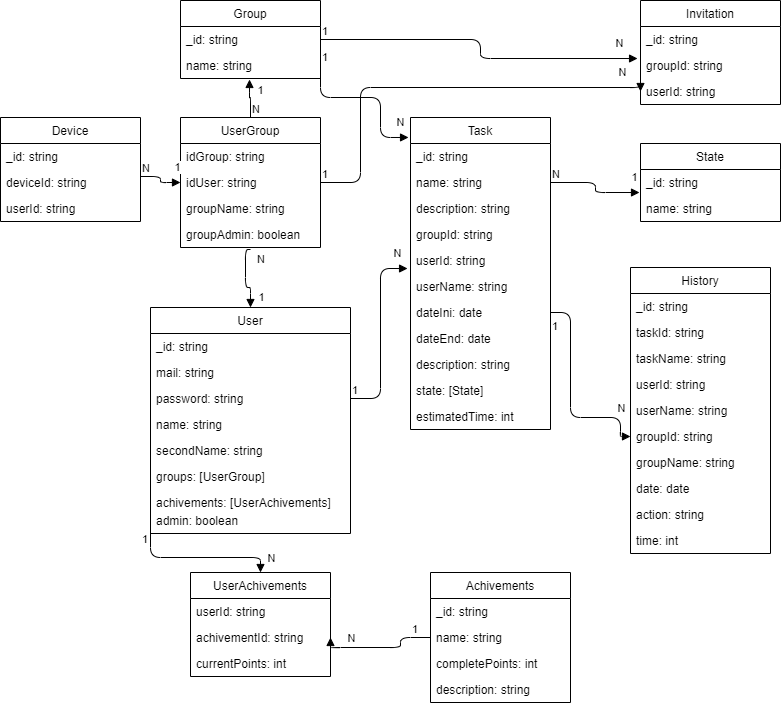 Group
_id: string
name: string
Invitation
_id: string
groupId: string
userId: string
1
N
1
N
1
N
Device
_id: string
deviceId: string
userId: string
N
1
UserGroup
idGroup: string
idUser: string
groupName: string
groupAdmin: boolean
1
N
1
N
Task
_id: string
name: string
description: string
groupId: string
userId: string
userName: string
dateIni: date
dateEnd: date
description: string
state: [State]
estimatedTime: int
N
1
State
_id: string
name: string
1
N
History
_id: string
taskId: string
taskName: string
userId: string
userName: string
groupId: string
groupName: string
date: date
action: string
time: int
User
_id: string
mail: string
password: string
name: string
secondName: string
groups: [UserGroup]
achivements: [UserAchivements]
admin: boolean
1
N
1
N
UserAchivements
userId: string
achivementId: string
currentPoints: int
N
1
Achivements
_id: string
name: string
completePoints: int
description: string